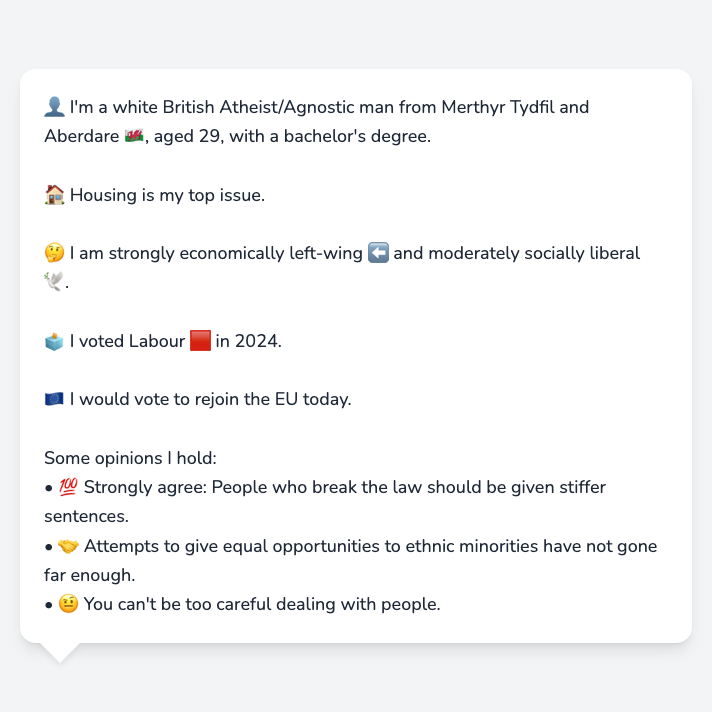 👤 I'm a white British Atheist/Agnostic man from Merthyr Tydfil and
Aberdare 🏴󠁧󠁢󠁷󠁬󠁳󠁿, aged 29, with a bachelor's degree.
🏠 Housing is my top issue.
🤔 I am strongly economically left-wing ⬅️ and moderately socially liberal
🕊️.
🗳️ I voted Labour 🟥 in 2024.
🇪🇺 I would vote to rejoin the EU today.
Some opinions I hold:
• 💯 Strongly agree: People who break the law should be given stiffer
sentences.
• 🤝 Attempts to give equal opportunities to ethnic minorities have not gone
far enough.
• 🤨 You can't be too careful dealing with people.